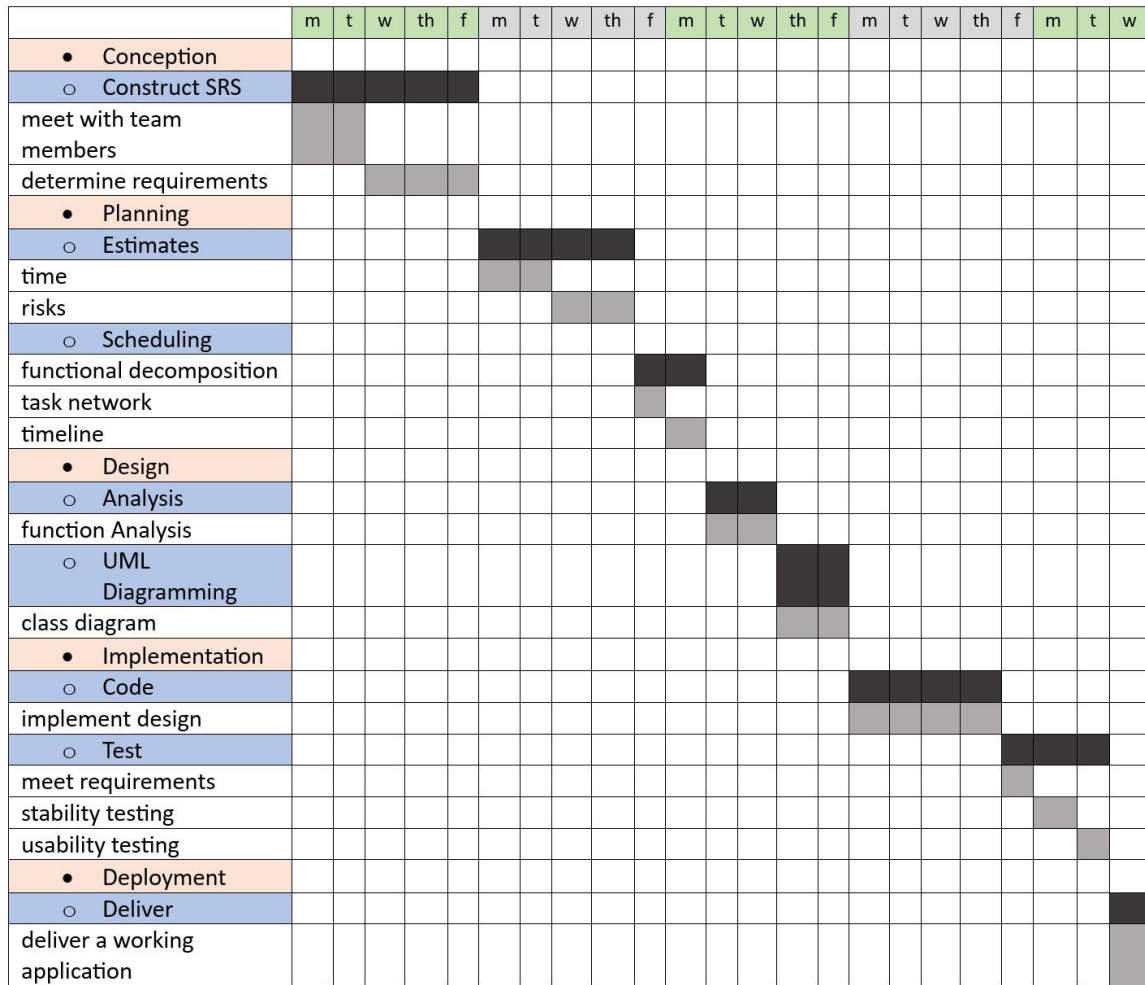 m t w th f m t w th f m t w th f m t w th f m t w
• Conception
○ Construct SRS
meet with team
members
determine requirements
• Planning
○ Estimates
time
risks
○ Scheduling
functional decomposition
task network
timeline
• Design
○ Analysis
function Analysis
○ UML
Diagramming
class diagram
• Implementation
○ Code
implement design
○ Test
meet requirements
stability testing
usability testing
• Deployment
○ Deliver
deliver a working
application